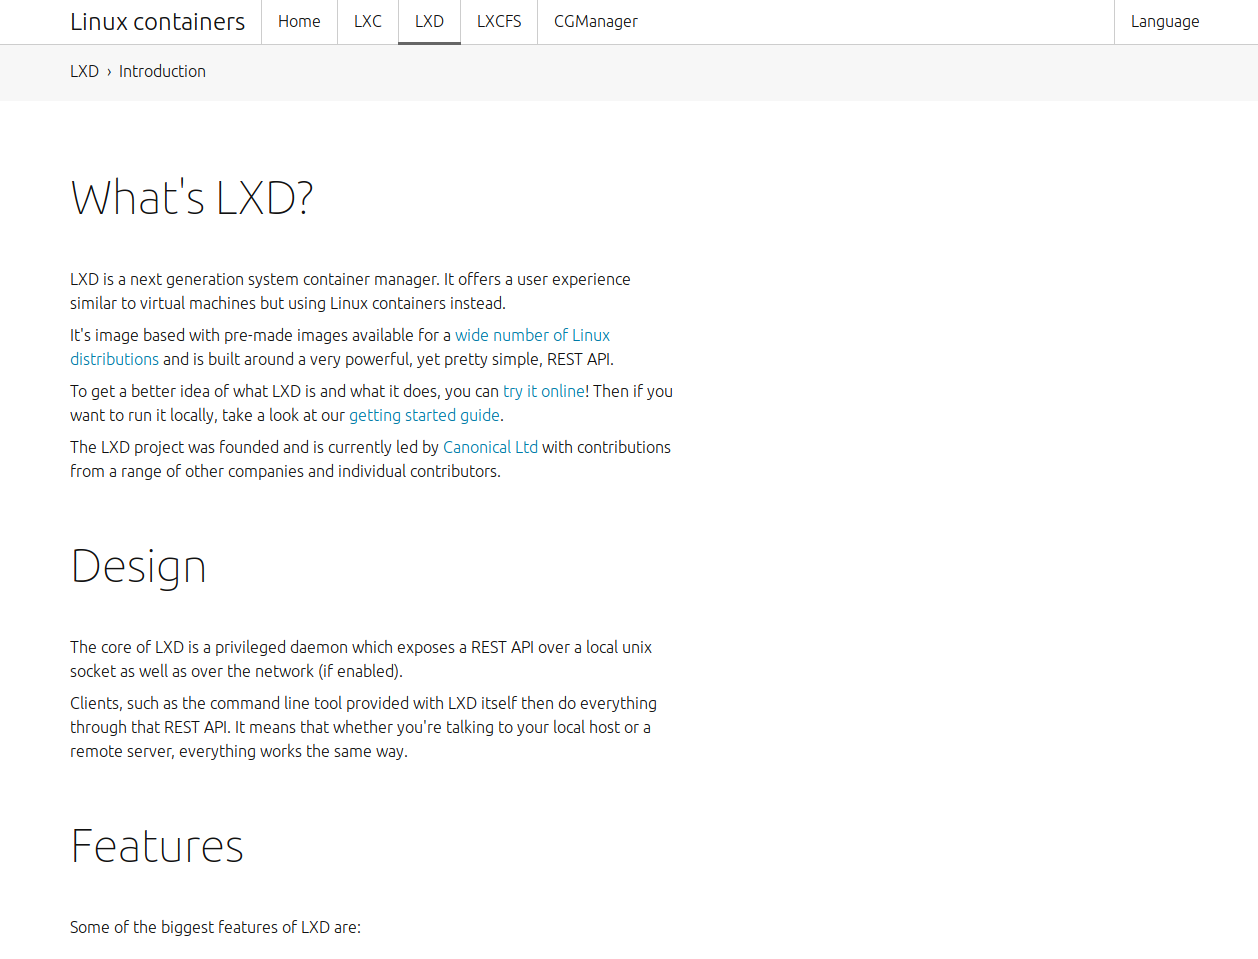 Linux containers Home LXC LXD LXCFS CGManager Language
LXD › Introduction
What's LXD?
LXD is a next generation system container manager. It offers a user experience
similar to virtual machines but using Linux containers instead.
It's image based with pre-made images available for a wide number of Linux
distributions and is built around a very powerful, yet pretty simple, REST API.
To get a better idea of what LXD is and what it does, you can try it online! Then if you
want to run it locally, take a look at our getting started guide.
The LXD project was founded and is currently led by Canonical Ltd with contributions
from a range of other companies and individual contributors.
Design
The core of LXD is a privileged daemon which exposes a REST API over a local unix
socket as well as over the network (if enabled).
Clients, such as the command line tool provided with LXD itself then do everything
through that REST API. It means that whether you're talking to your local host or a
remote server, everything works the same way.
Features
Some of the biggest features of LXD are: